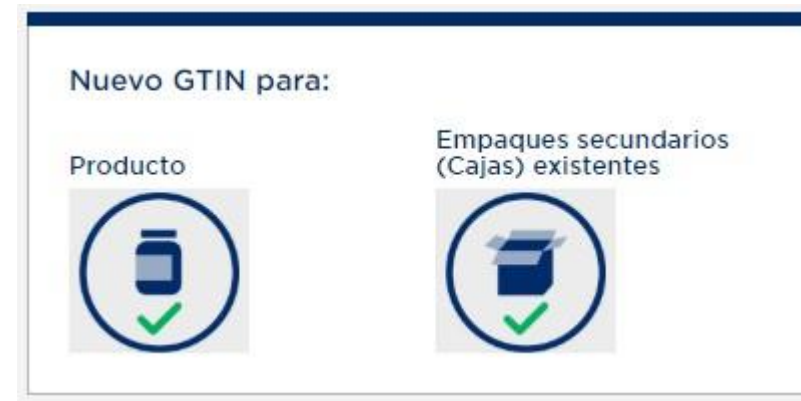 Nuevo GTIN para:
Producto
Empaques secundarios
(Cajas) existentes